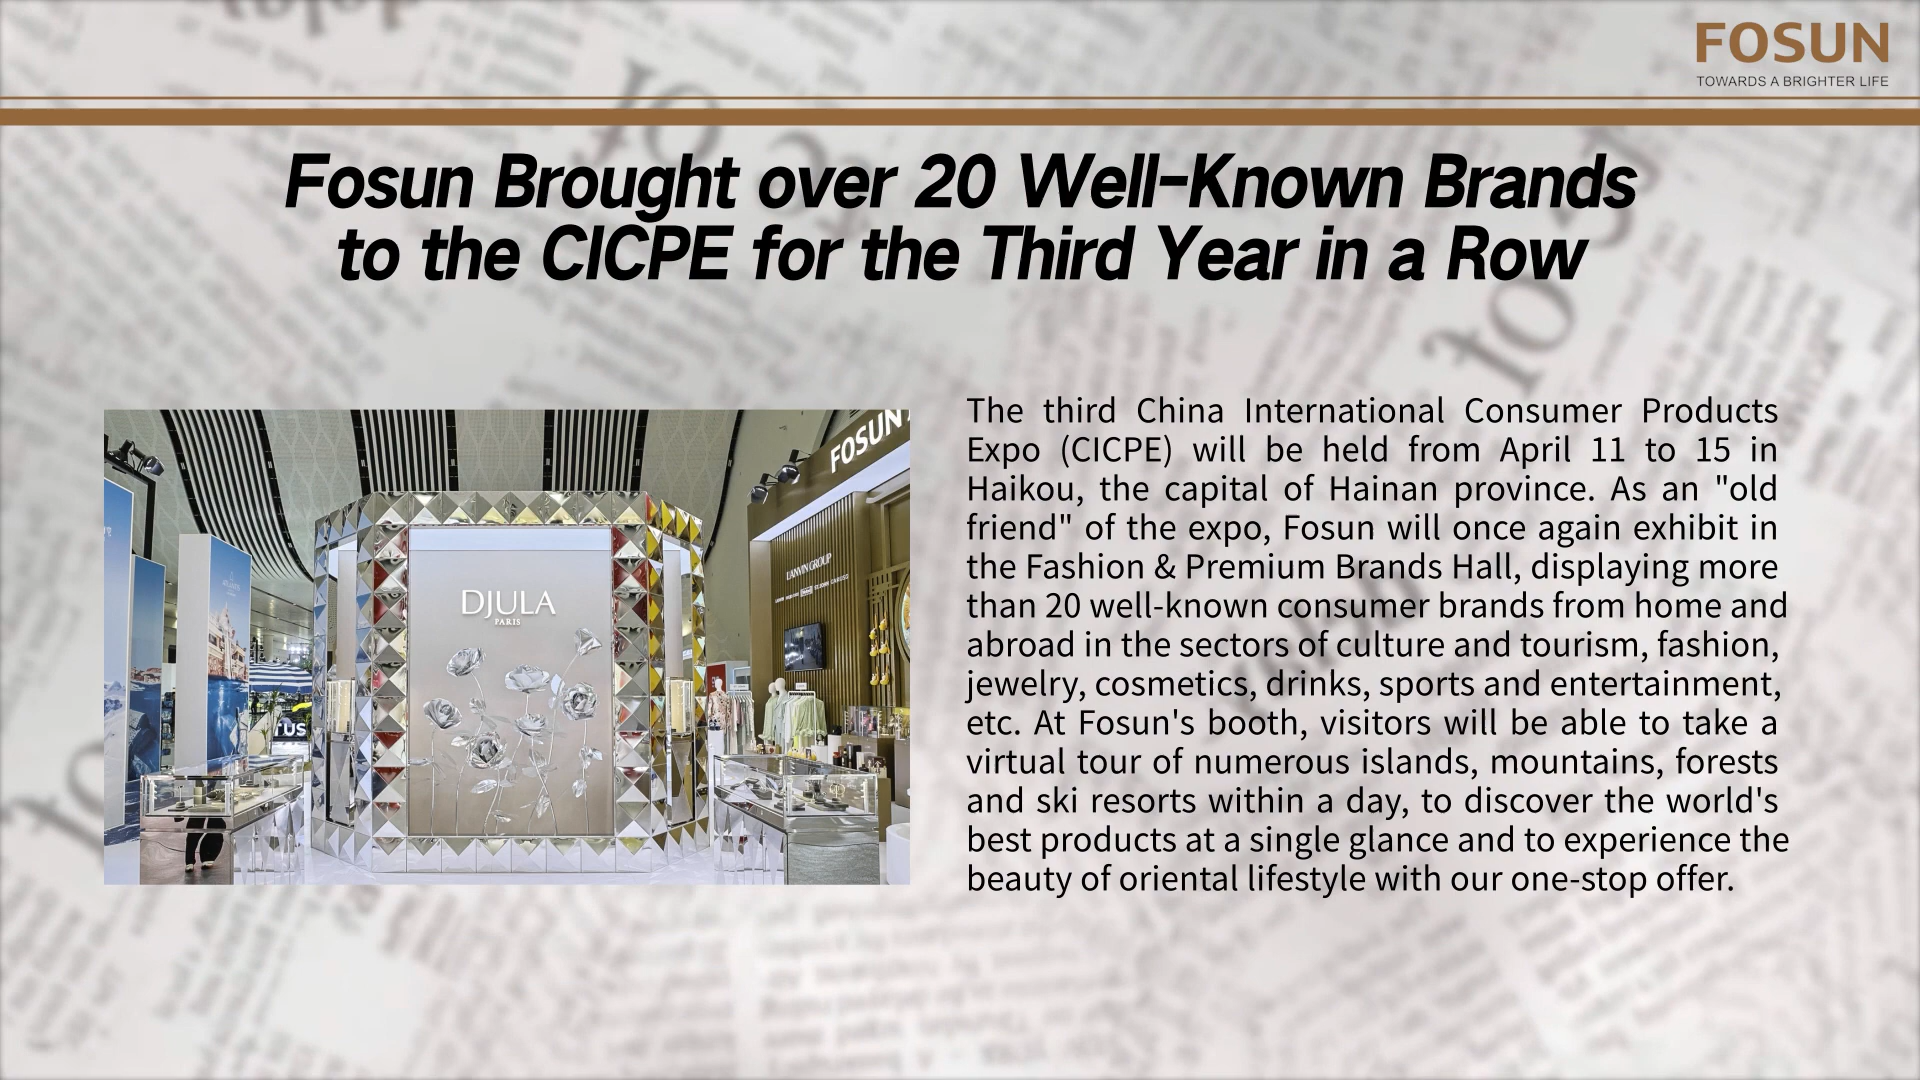 FOSUN
TOWARDS A BRIGHTER LIFE
Fosun Brought over 20 Well-Known Brands
to the CICPE for the Third Year in a Row
FOSUN
LANVIN GROUP
DJULA
PARIS
The third China International Consumer Products
Expo (CICPE) will be held from April 11 to 15 in
Haikou, the capital of Hainan province. As an "old
friend" of the expo, Fosun will once again exhibit in
the Fashion & Premium Brands Hall, displaying more
than 20 well-known consumer brands from home and
abroad in the sectors of culture and tourism, fashion,
jewelry, cosmetics, drinks, sports and entertainment,
etc. At Fosun's booth, visitors will be able to take a
virtual tour of numerous islands, mountains, forests
and ski resorts within a day, to discover the world's
best products at a single glance and to experience the
beauty of oriental lifestyle with our one-stop offer.